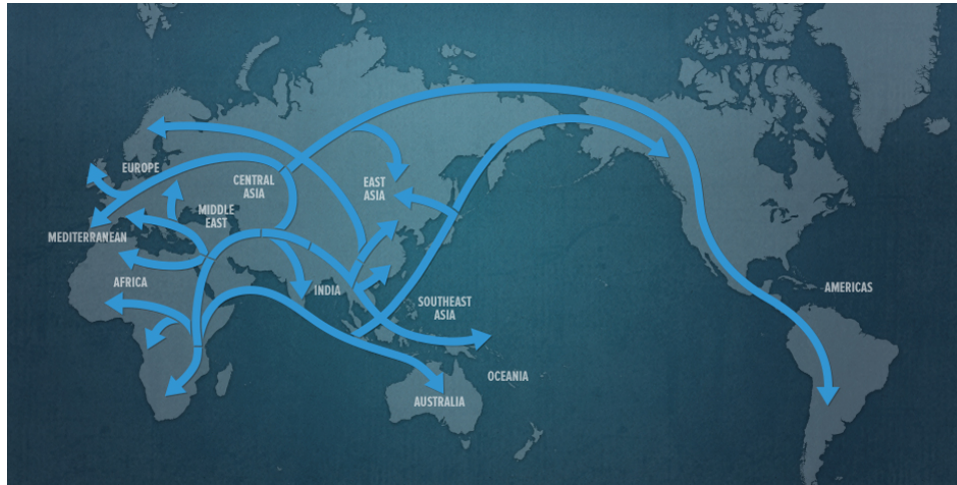 EUROPE
CENTRAL
ASIA
EAST
ASIA
MIDDLE
EAST
MEDITERRANEAN
AFRICA
INDIA
AMERICAS
SOUTHEAST
ASIA
OCEANIA
AUSTRALIA